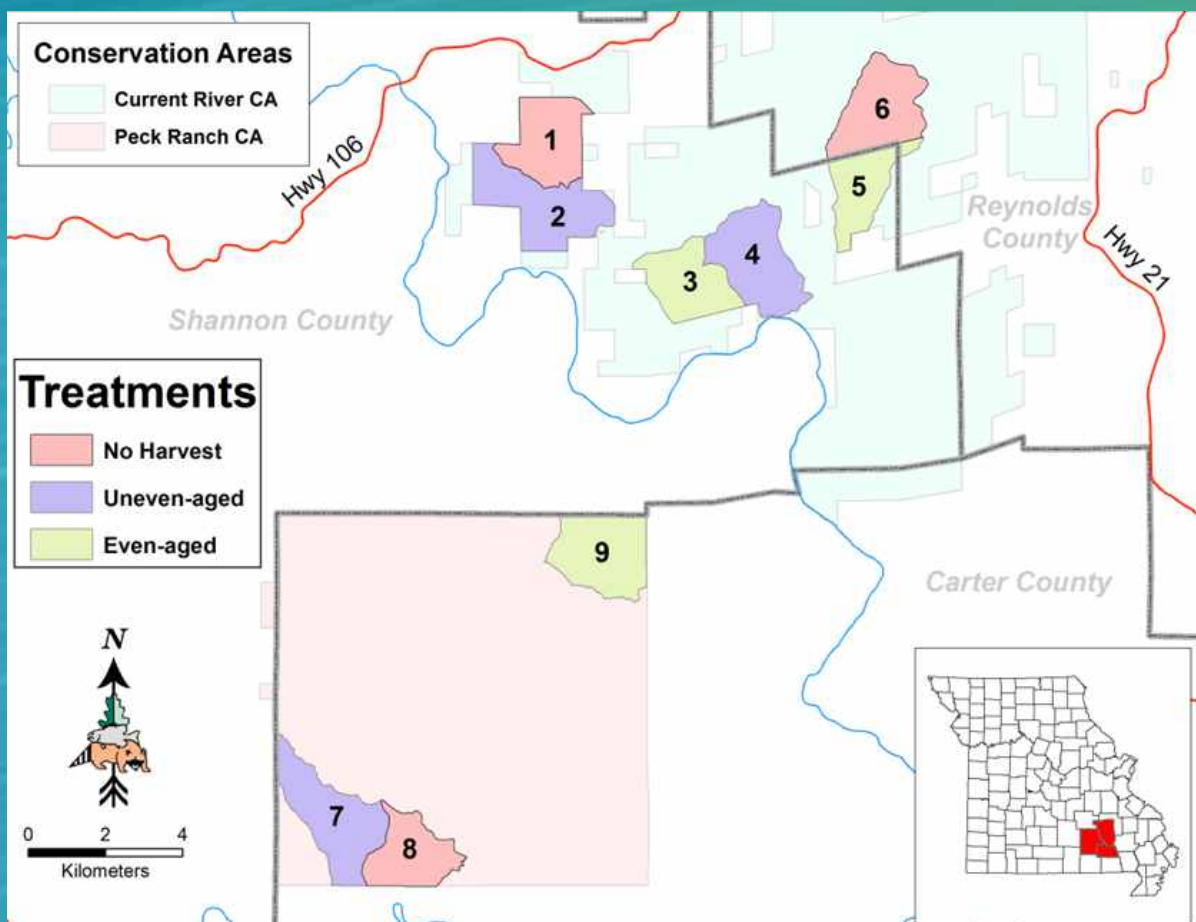 Conservation Areas
Current River CA
Peck Ranch CA
Hwy 106
1
2
3
4
5
6
Reynolds
County
Hwy 21
Shannon County
Treatments
No Harvest
Uneven-aged
Even-aged
9
Carter County
N
7
8
0 2 4
Kilometers